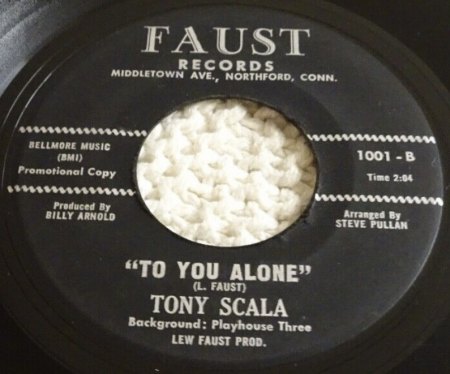 FAUST
RECORDS
MIDDLETOWN AVE., NORTHFORD, CONN.
BELLMORE MUSIC
(BMI)
Promotional Copy
1001 - B
Time 2:04
Produced By
BILLY ARNOLD
Arranged By
STEVE PULLAN
"TO YOU ALONE"
(L. FAUST)
TONY SCALA
Background: Playhouse Three
LEW FAUST PROD.